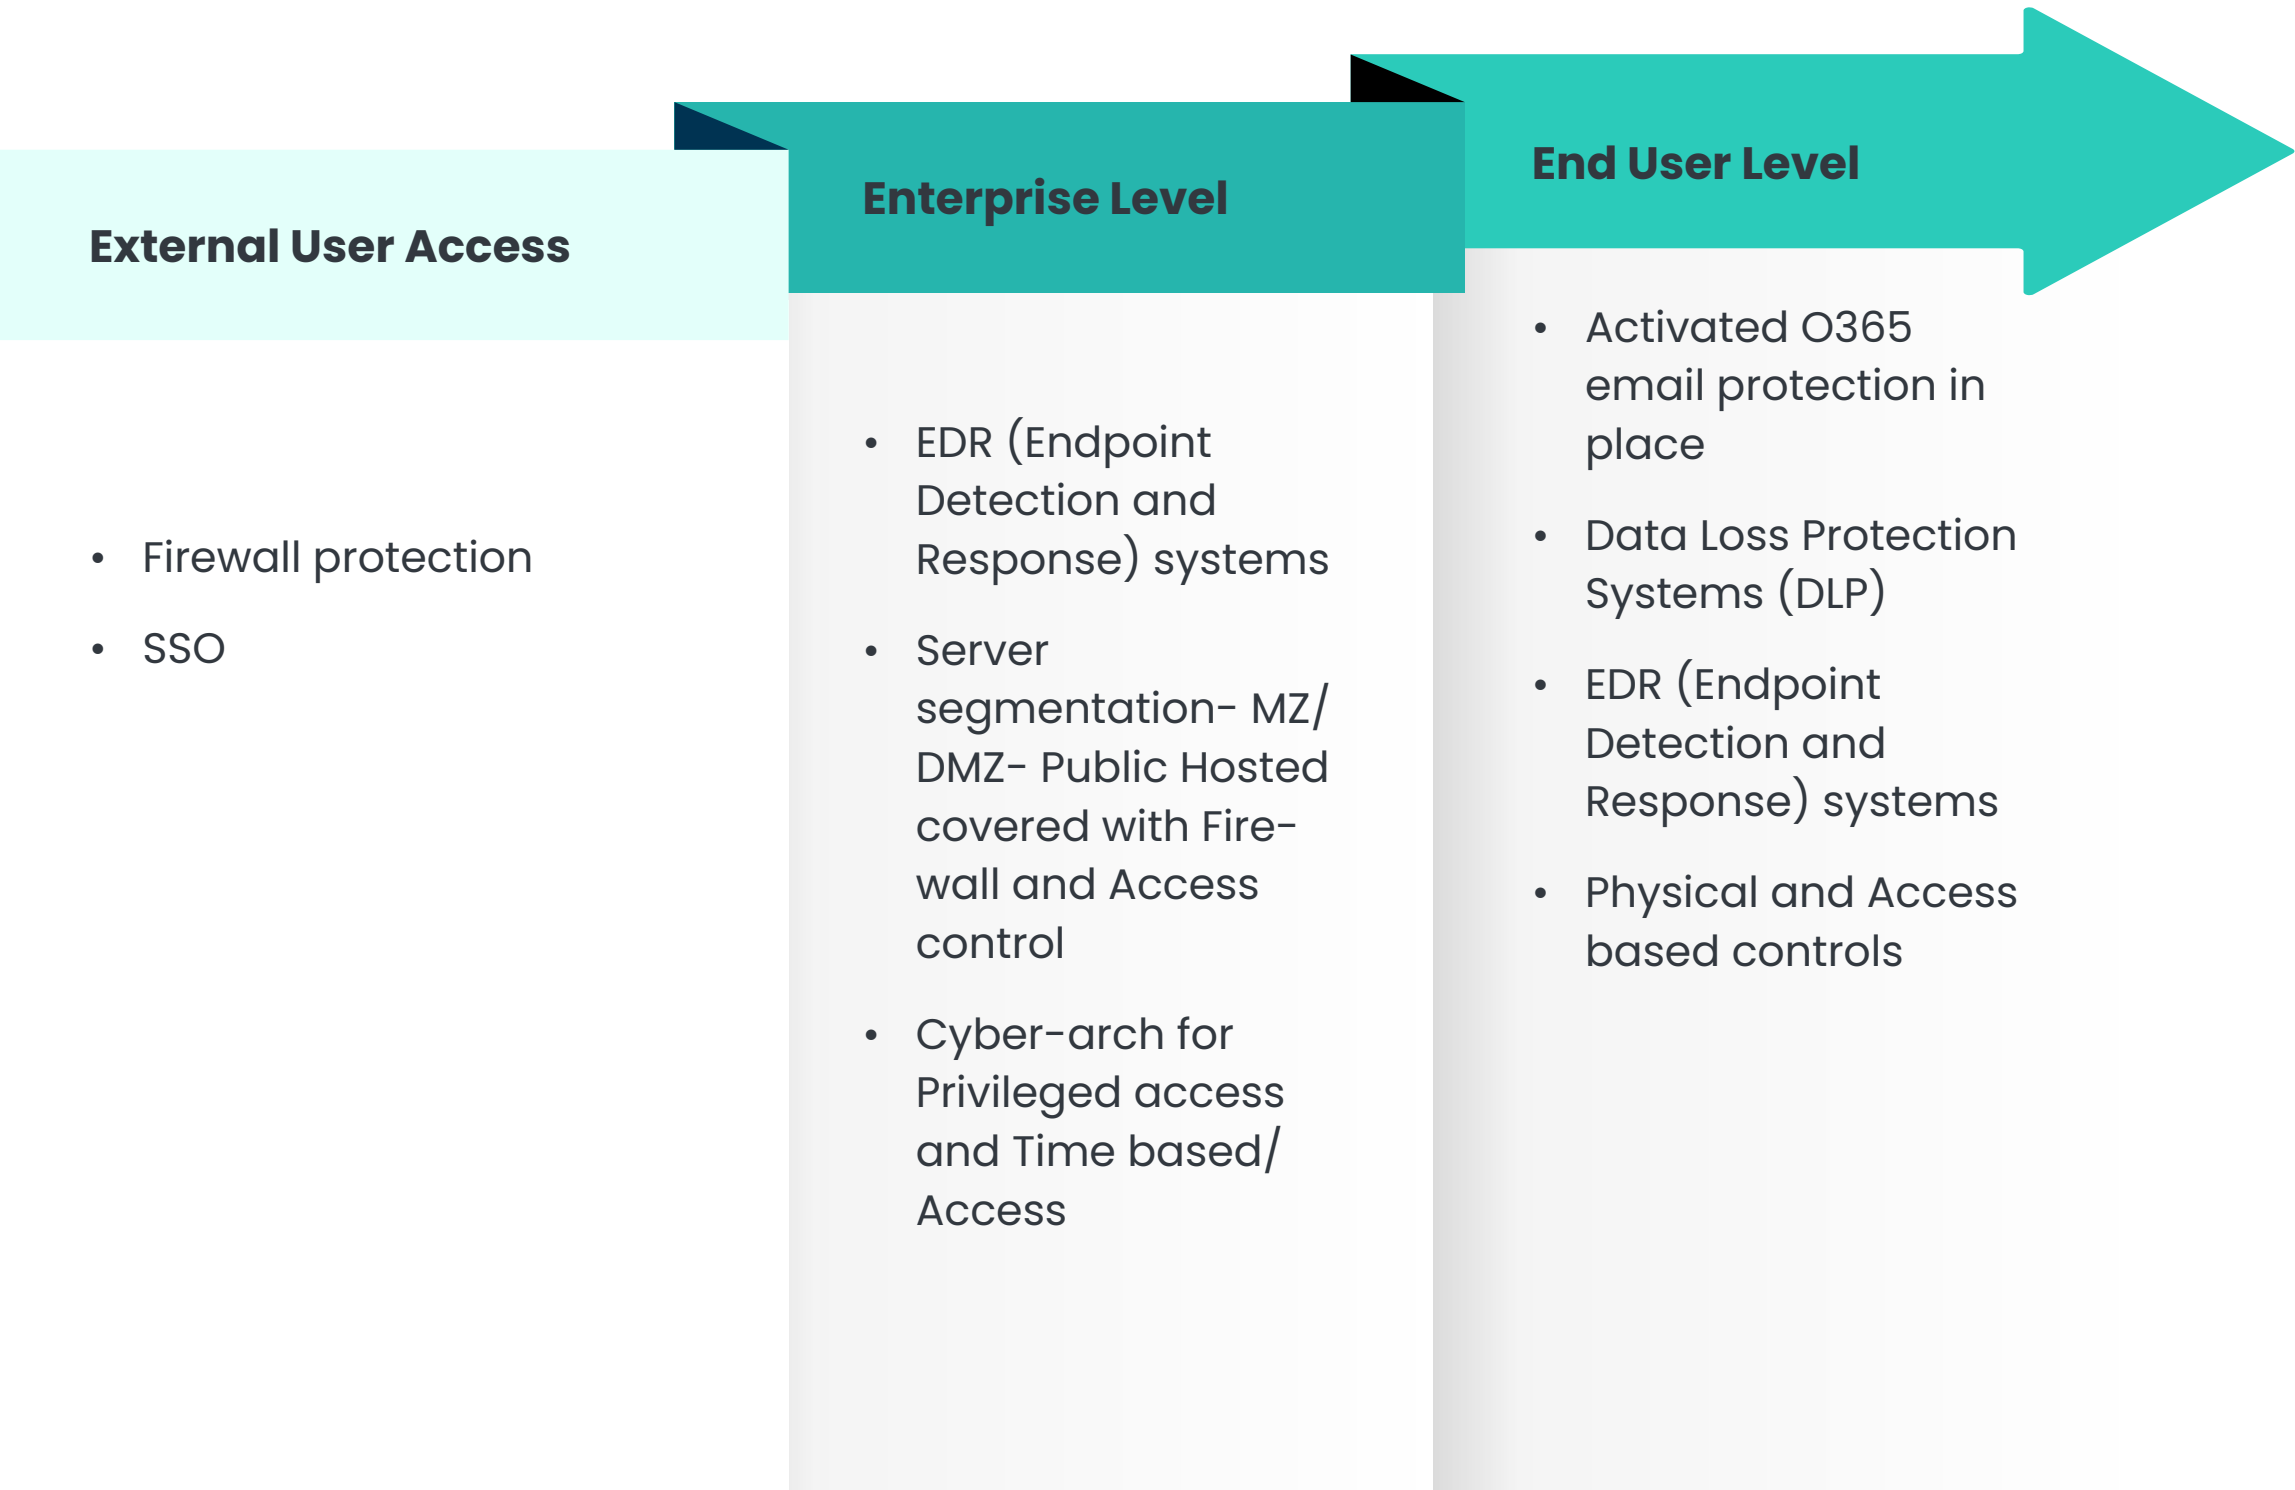 External User Access
• Firewall protection
• SSO
Enterprise Level
• EDR (Endpoint
Detection and
Response) systems
• Server
segmentation- MZ/
DMZ- Public Hosted
covered with Fire-
wall and Access
control
• Cyber-arch for
Privileged access
and Time based/
Access
End User Level
• Activated O365
email protection in
place
• Data Loss Protection
Systems (DLP)
• EDR (Endpoint
Detection and
Response) systems
• Physical and Access
based controls